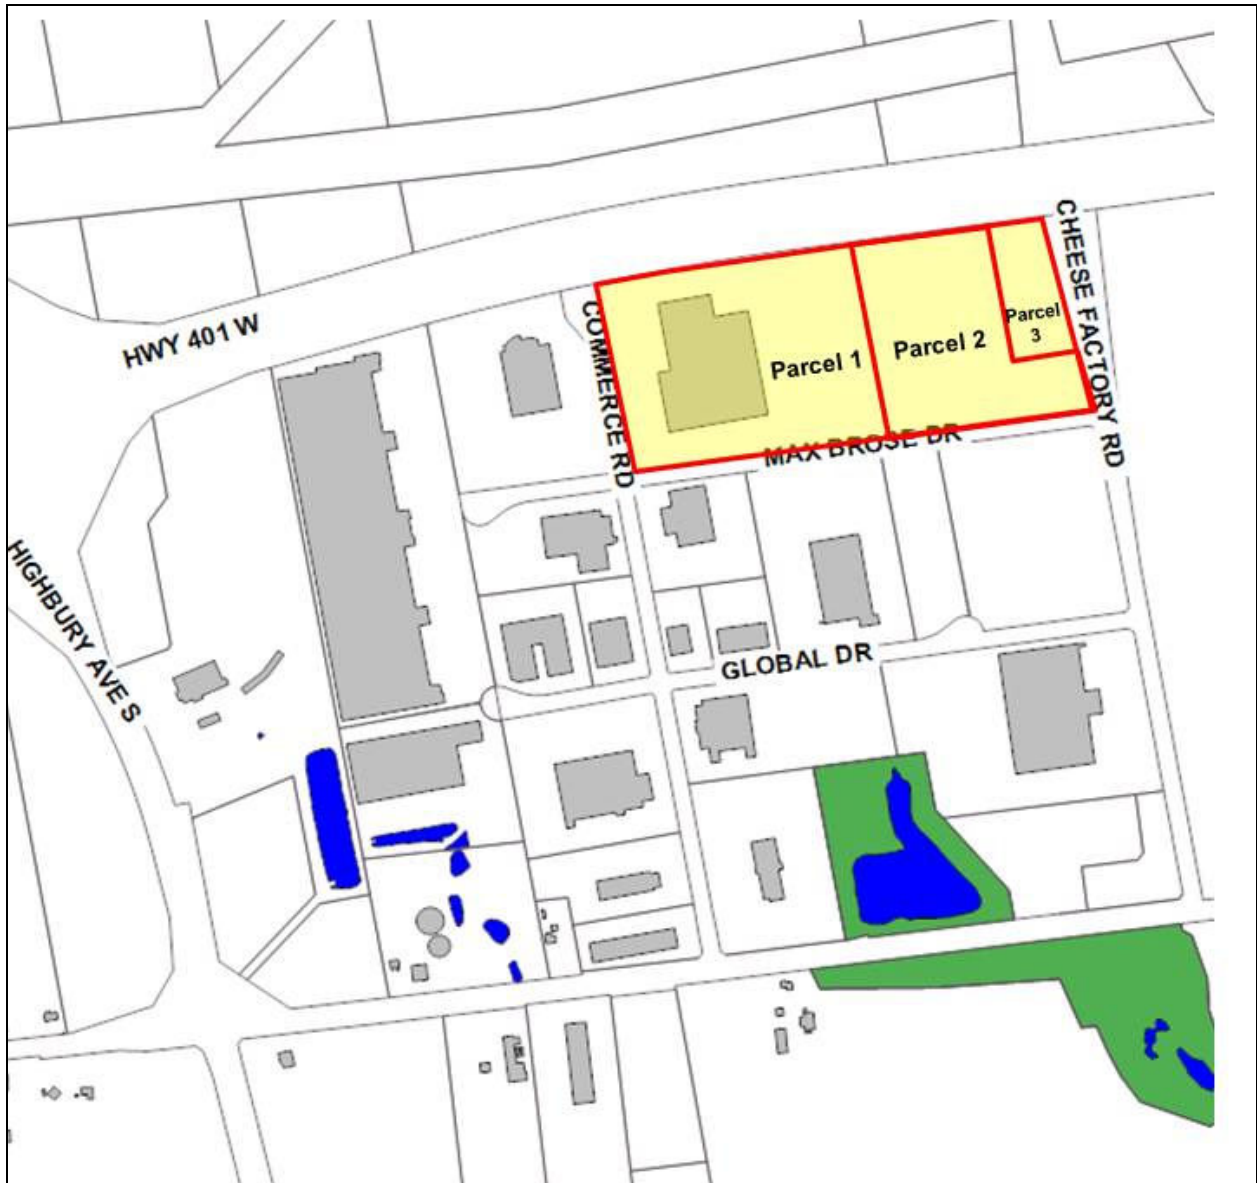 CHEESE FACTORY RD
HWY 401 W
COMMERCE RD
Parcel 1
Parcel 2
Parcel
3
MAX BROSE DR
HIGHBURY AVE S
GLOBAL DR